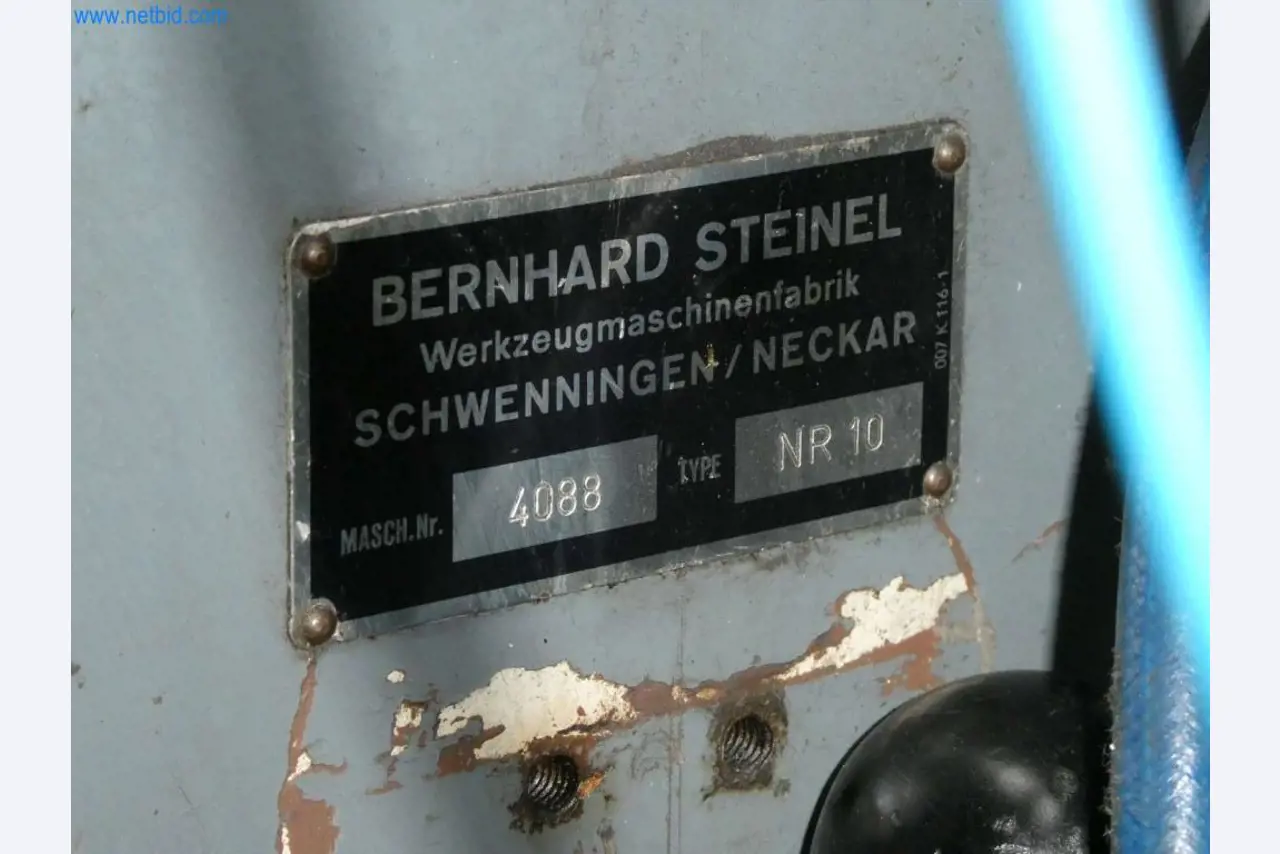 www.netbid.com
BERNHARD STEINEL
Werkzeugmaschinenfabrik
SCHWENNINGEN/NECKAR
MASCH.Nr. 4088 TYPE NR 10
007 K 116-1